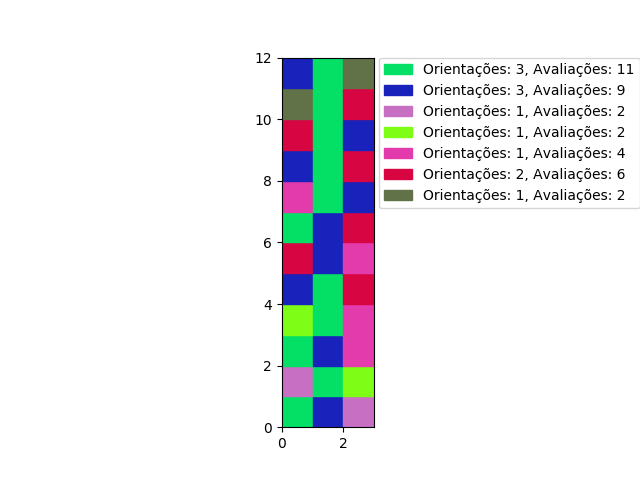 12
10
8
6
4
2
0
0 2
Orientações: 3, Avaliações: 11
Orientações: 3, Avaliações: 9
Orientações: 1, Avaliações: 2
Orientações: 1, Avaliações: 2
Orientações: 1, Avaliações: 4
Orientações: 2, Avaliações: 6
Orientações: 1, Avaliações: 2